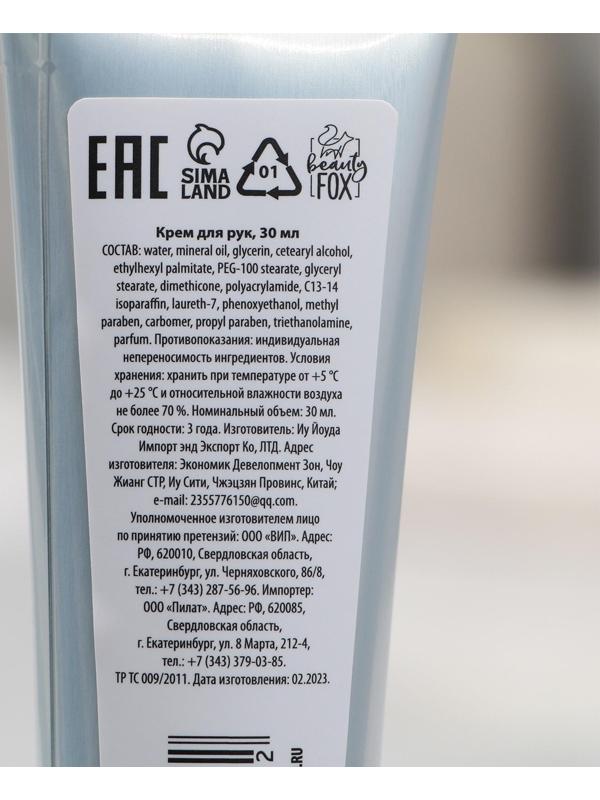 EAC
SIMA
LAND
01
beauty
FOX
Крем для рук, 30 мл
СОСТАВ: water, mineral oil, glycerin, cetearyl alcohol,
ethylhexyl palmitate, PEG-100 stearate, glyceryl
stearate, dimethicone, polyacrylamide, C13-14
isoparaffin, laureth-7, phenoxyethanol, methyl
paraben, carbomer, propyl paraben, triethanolamine,
parfum. Противопоказания: индивидуальная
непереносимость ингредиентов. Условия
хранения: хранить при температуре от +5 °C
до +25 °C и относительной влажности воздуха
не более 70 %. Номинальный объем: 30 мл.
Срок годности: 3 года. Изготовитель: Иу Йоуда
Импорт энд Экспорт Ко, ЛТД. Адрес
изготовителя: Экономик Девелопмент Зон, Чоу
Жианг СТР, Иу Сити, Чжэцзян Провинс, Китай;
e-mail: 2355776150@qq.com.
Уполномоченное изготовителем лицо
по принятию претензий: ООО «ВИП». Адрес:
РФ, 620010, Свердловская область,
г. Екатеринбург, ул. Черняховского, 86/8,
тел.: +7 (343) 287-56-96. Импортер:
ООО «Пилат». Адрес: РФ, 620085,
Свердловская область,
г. Екатеринбург, ул. 8 Марта, 212-4,
тел.: +7 (343) 379-03-85.
ТР ТС 009/2011. Дата изготовления: 02.2023.
2
.RU